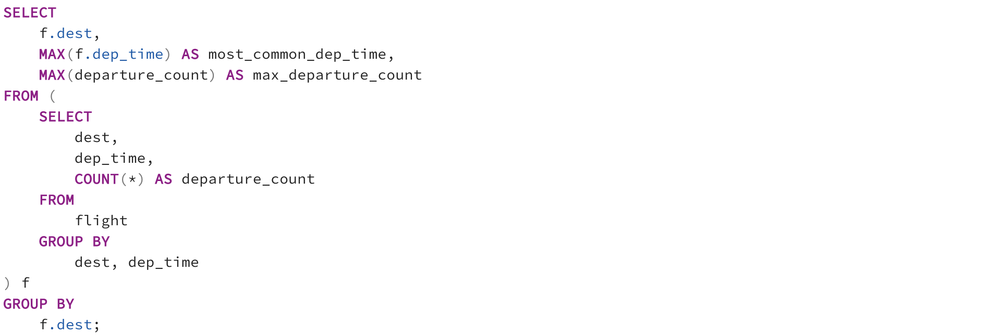 SELECT
    f.dest,
    MAX(f.dep_time) AS most_common_dep_time,
    MAX(departure_count) AS max_departure_count
FROM (
    SELECT
        dest,
        dep_time,
        COUNT(*) AS departure_count
    FROM
        flight
    GROUP BY
        dest, dep_time
) f
GROUP BY
    f.dest;